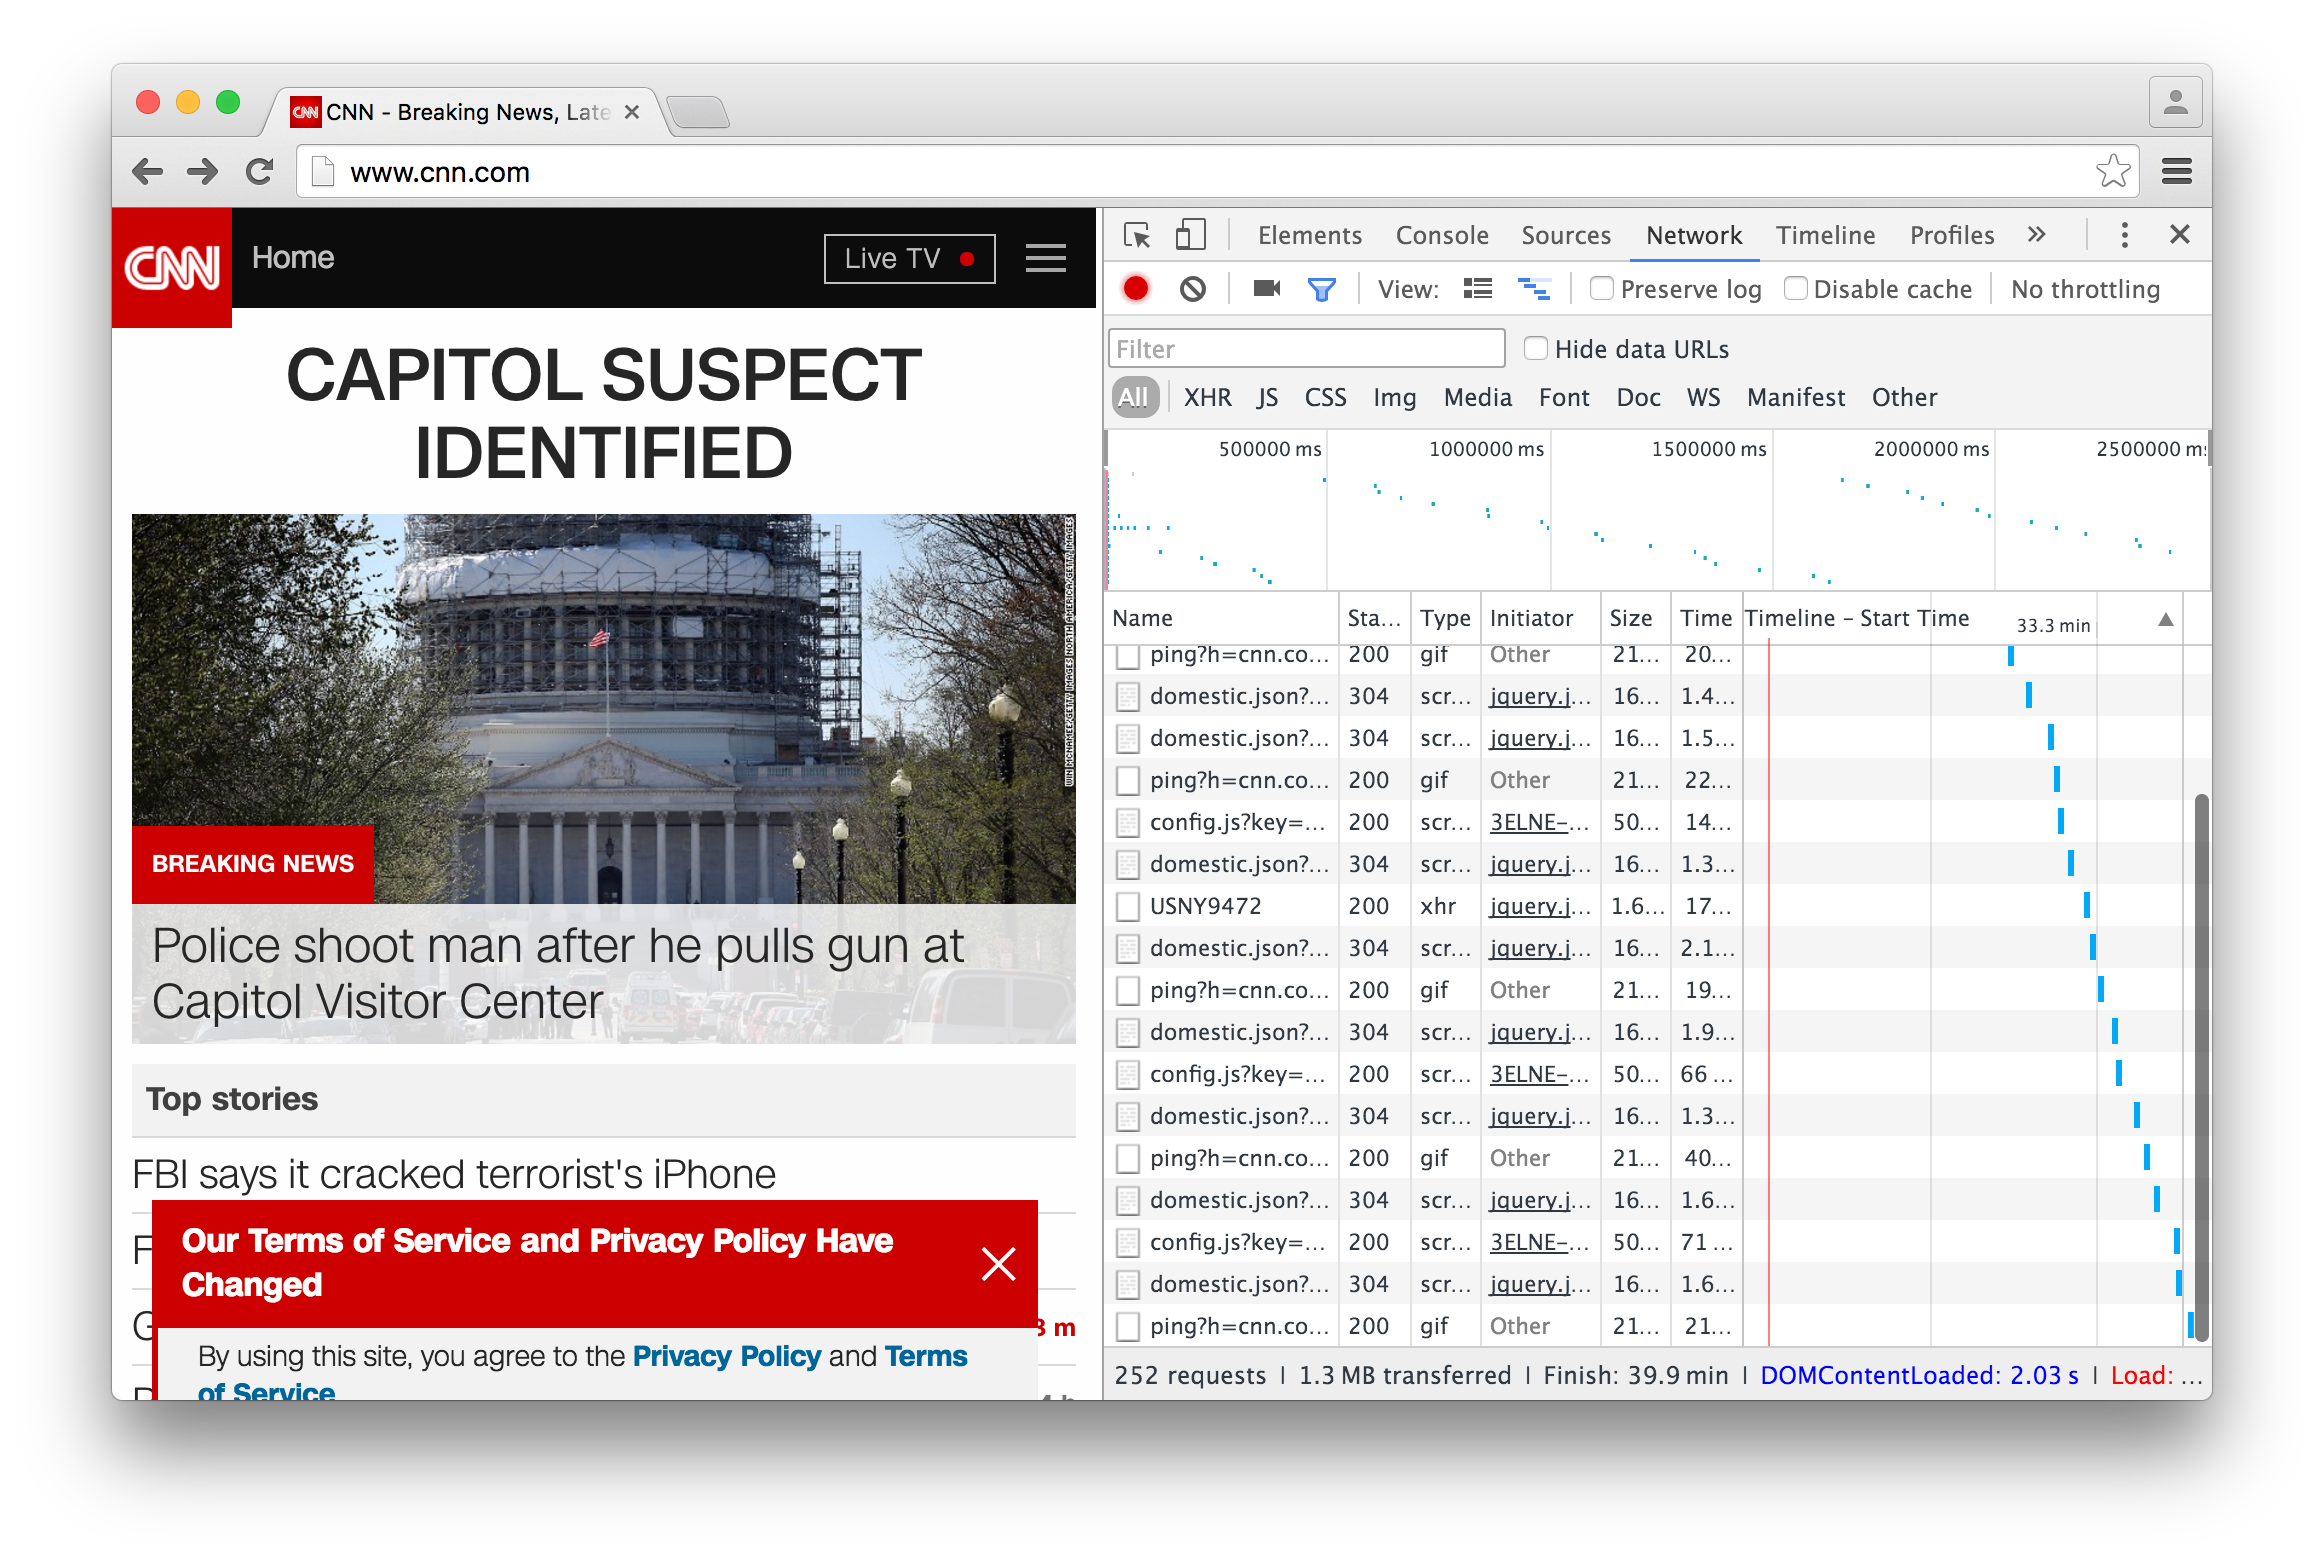 CNN CNN - Breaking News, Late
www.cnn.com
CNN Home Live TV
CAPITOL SUSPECT
IDENTIFIED
WIN MCNAMEE/GETTY IMAGES NORTH AMERICA/GETTY IMAGES
BREAKING NEWS
Police shoot man after he pulls gun at
Capitol Visitor Center
Top stories
FBI says it cracked terrorist's iPhone
F
Our Terms of Service and Privacy Policy Have
Changed
G
3 m
By using this site, you agree to the Privacy Policy and Terms
of Service
Elements Console Sources Network Timeline Profiles »
View: Preserve log Disable cache No throttling
Filter Hide data URLs
All XHR JS CSS Img Media Font Doc WS Manifest Other
500000 ms 1000000 ms 1500000 ms 2000000 ms 2500000 ms
Name Sta... Type Initiator Size Time Timeline – Start Time 33.3 min ▲
ping?h=cnn.co... 200 gif Other 21... 20...
domestic.json?... 304 scr... jquery.j... 16... 1.4...
domestic.json?... 304 scr... jquery.j... 16... 1.5...
ping?h=cnn.co... 200 gif Other 21... 22...
config.js?key=... 200 scr... 3ELNE-... 50... 14...
domestic.json?... 304 scr... jquery.j... 16... 1.3...
USNY9472 200 xhr jquery.j... 1.6... 17...
domestic.json?... 304 scr... jquery.j... 16... 2.1...
ping?h=cnn.co... 200 gif Other 21... 19...
domestic.json?... 304 scr... jquery.j... 16... 1.9...
config.js?key=... 200 scr... 3ELNE-... 50... 66 ...
domestic.json?... 304 scr... jquery.j... 16... 1.3...
ping?h=cnn.co... 200 gif Other 21... 40...
domestic.json?... 304 scr... jquery.j... 16... 1.6...
config.js?key=... 200 scr... 3ELNE-... 50... 71 ...
domestic.json?... 304 scr... jquery.j... 16... 1.6...
ping?h=cnn.co... 200 gif Other 21... 21...
252 requests | 1.3 MB transferred | Finish: 39.9 min | DOMContentLoaded: 2.03 s | Load: ...